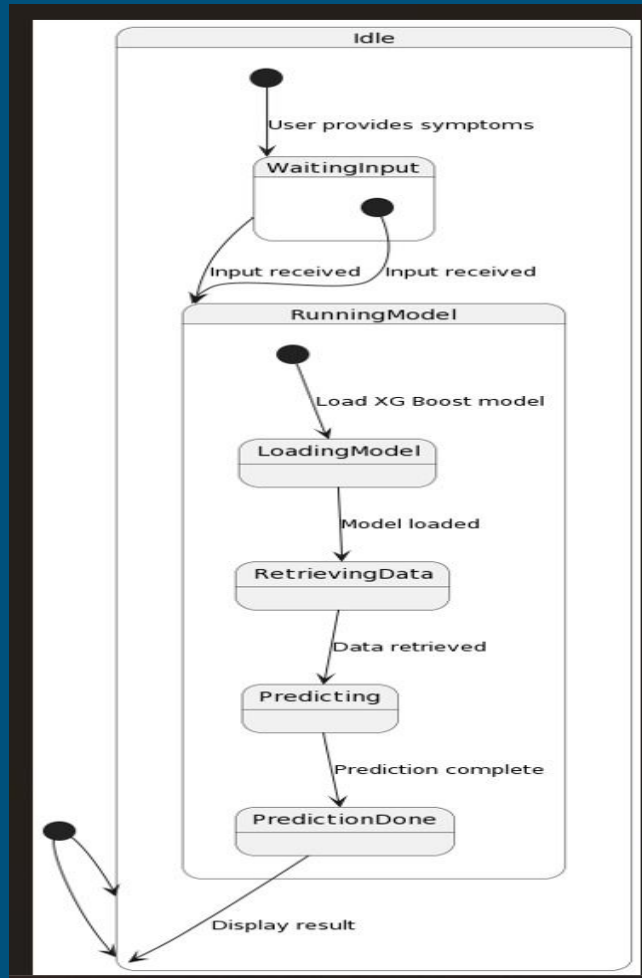 Idle
User provides symptoms
WaitingInput
Input received
Input received
RunningModel
Load XG Boost model
LoadingModel
Model loaded
RetrievingData
Data retrieved
Predicting
Prediction complete
PredictionDone
Display result